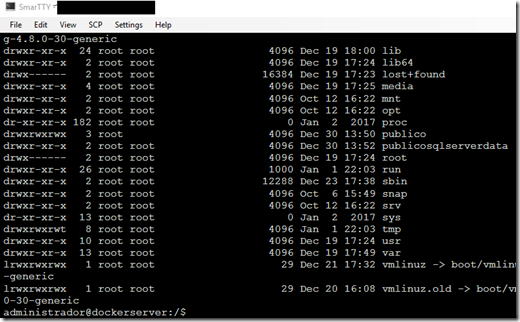 SmarTTY -
File Edit View SCP Settings Help
g-4.8.0-30-generic
drwxr-xr-x 24 root root 4096 Dec 19 18:00 lib
drwxr-xr-x 2 root root 4096 Dec 19 17:24 lib64
drwx------ 2 root root 16384 Dec 19 17:23 lost+found
drwxr-xr-x 4 root root 4096 Dec 19 17:25 media
drwxr-xr-x 2 root root 4096 Oct 12 16:22 mnt
drwxr-xr-x 2 root root 4096 Oct 12 16:22 opt
dr-xr-xr-x 182 root root 0 Jan 2 2017 proc
drwxrwxrwx 3 root 4096 Dec 30 13:50 publico
drwxr-xr-x 2 root root 4096 Dec 30 13:52 publicosqlserverdata
drwx------ 2 root root 4096 Dec 19 17:24 root
drwxr-xr-x 26 root root 1000 Jan 1 22:03 run
drwxr-xr-x 2 root root 12288 Dec 23 17:38 sbin
drwxr-xr-x 2 root root 4096 Oct 6 15:49 snap
drwxr-xr-x 2 root root 4096 Oct 12 16:22 srv
dr-xr-xr-x 13 root root 0 Jan 2 2017 sys
drwxrwxrwt 8 root root 4096 Jan 1 22:03 tmp
drwxr-xr-x 10 root root 4096 Dec 19 17:24 usr
drwxr-xr-x 13 root root 4096 Dec 19 17:49 var
lrwxrwxrwx 1 root root 29 Dec 21 17:32 vmlinuz -> boot/vmlinu
-generic
lrwxrwxrwx 1 root root 29 Dec 20 16:08 vmlinuz.old -> boot/vm
0-30-generic
administrador@dockerserver:/$